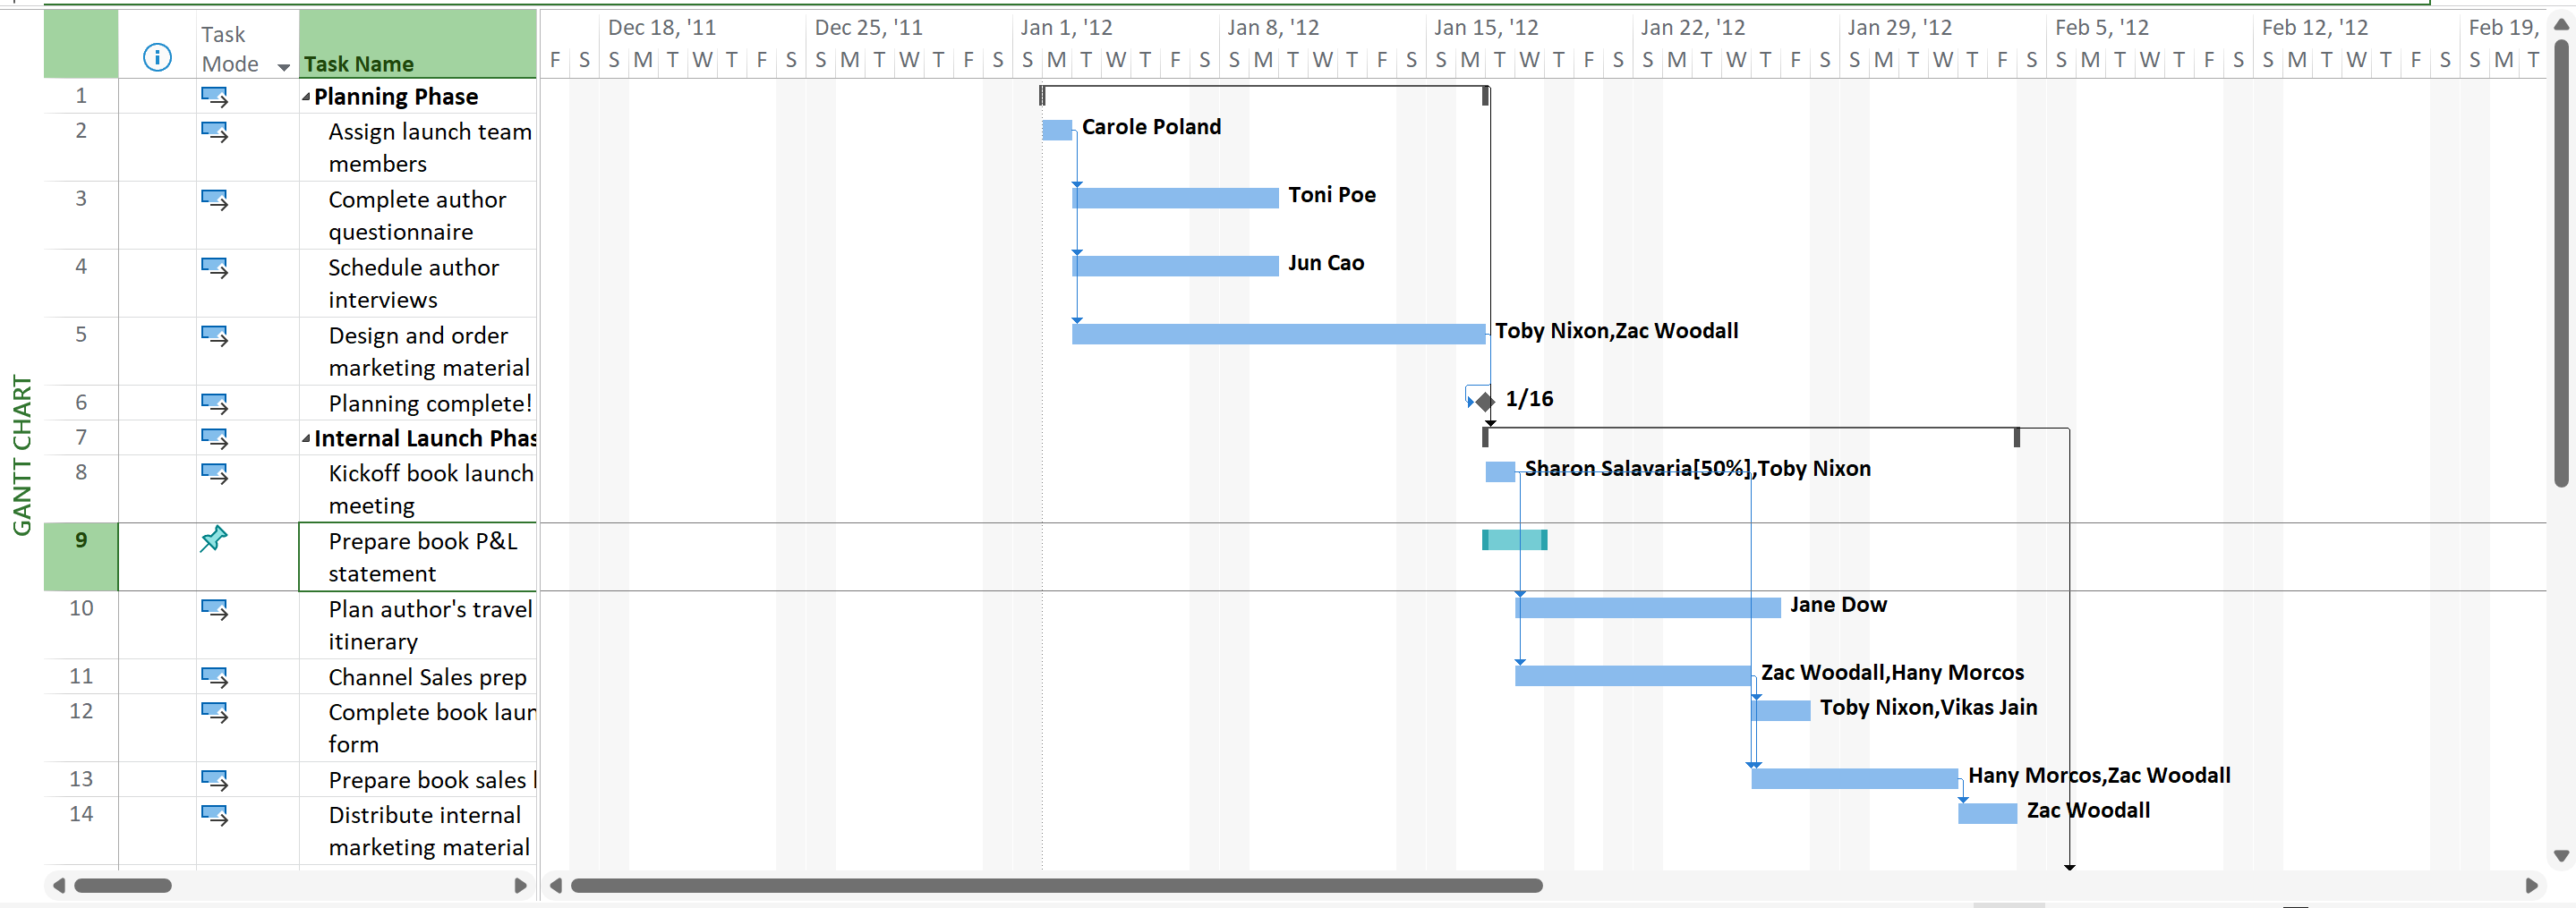 Dec 18, '11 Dec 25, '11 Jan 1, '12 Jan 8, '12 Jan 15, '12 Jan 22, '12 Jan 29, '12 Feb 5, '12 Feb 12, '12 Feb 19,
Task
Mode Task Name
F S S M T W T F S S M T W T F S S M T W T F S S M T W T F S S M T W T F S S M T W T F S S M T W T F S S M T W T F S S M T W T F S S M T
GANTT CHART
1 Planning Phase
2 Assign launch team Carole Poland
members
3 Complete author Toni Poe
questionnaire
4 Schedule author Jun Cao
interviews
5 Design and order Toby Nixon,Zac Woodall
marketing material
6 Planning complete! 1/16
7 Internal Launch Phas
8 Kickoff book launch Sharon Salavaria[50%],Toby Nixon
meeting
9 Prepare book P&L
statement
10 Plan author's travel Jane Dow
itinerary
11 Channel Sales prep Zac Woodall,Hany Morcos
12 Complete book laun Toby Nixon,Vikas Jain
form
13 Prepare book sales Hany Morcos,Zac Woodall
14 Distribute internal Zac Woodall
marketing material